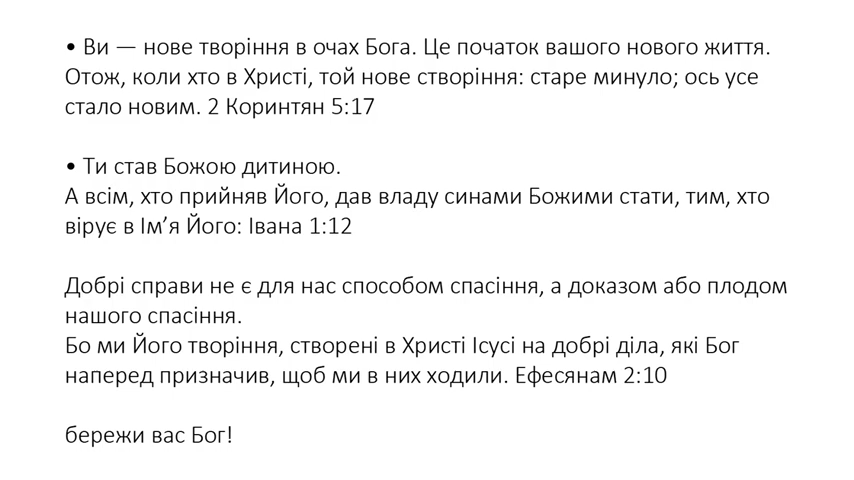 • Ви — нове творіння в очах Бога. Це початок вашого нового життя.
Отож, коли хто в Христі, той нове створіння: старе минуло; ось усе
стало новим. 2 Коринтян 5:17
• Ти став Божою дитиною.
А всім, хто прийняв Його, дав владу синами Божими стати, тим, хто
вірує в Ім’я Його: Івана 1:12
Добрі справи не є для нас способом спасіння, а доказом або плодом
нашого спасіння.
Бо ми Його творіння, створені в Христі Ісусі на добрі діла, які Бог
наперед призначив, щоб ми в них ходили. Ефесянам 2:10
бережи вас Бог!